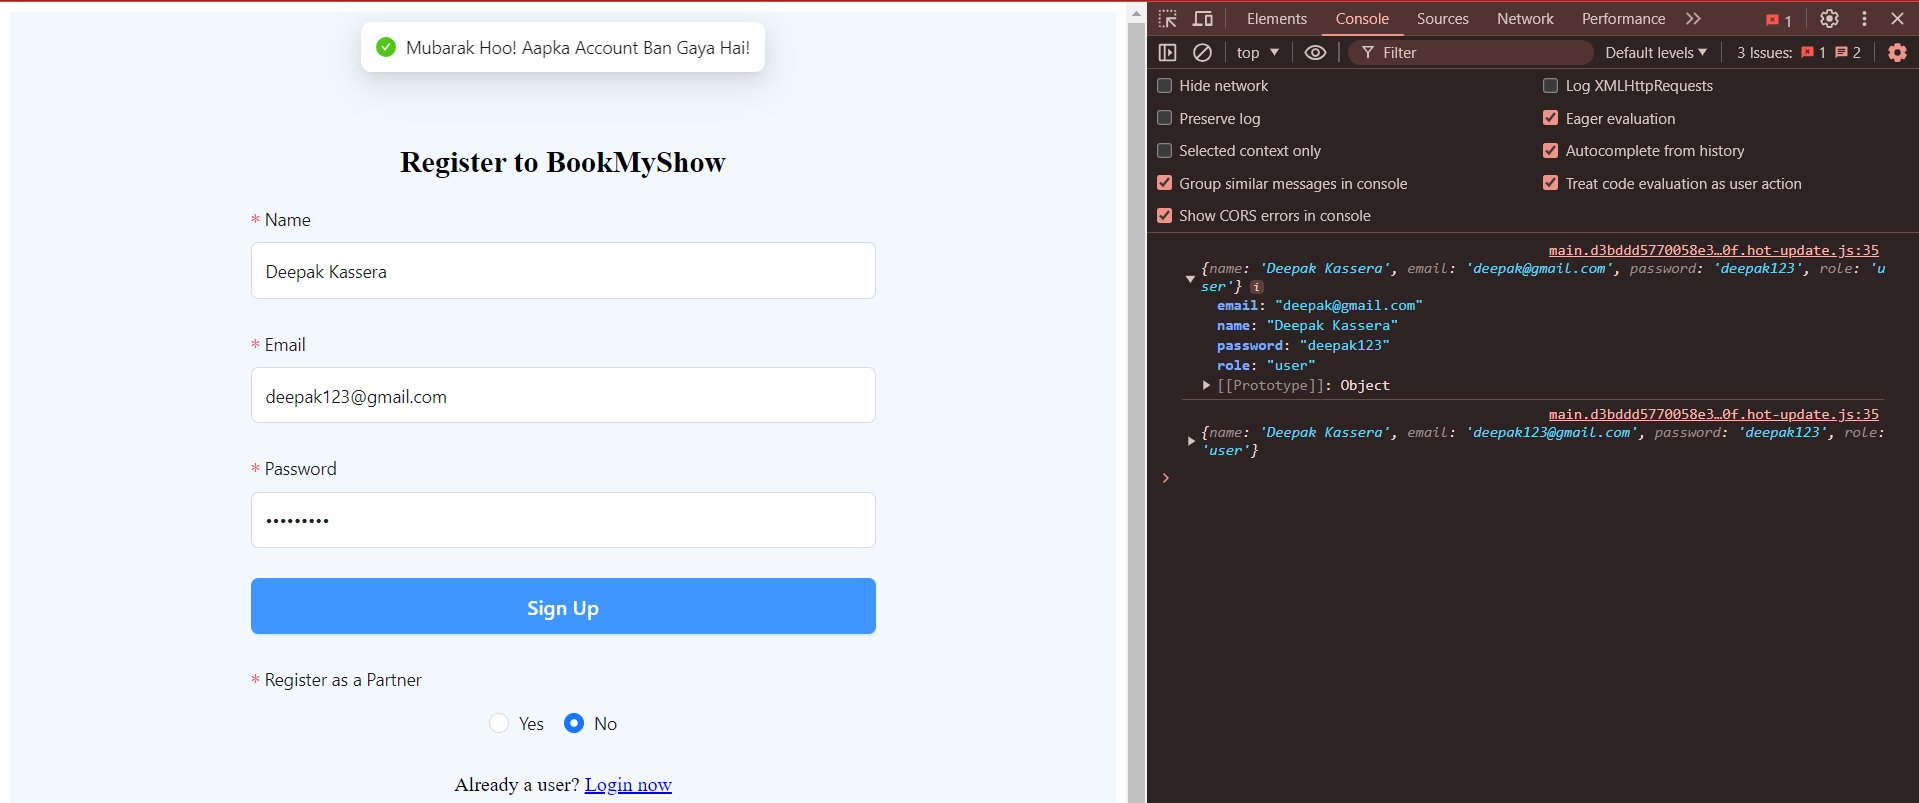 Mubarak Hoo! Aapka Account Ban Gaya Hai!
Register to BookMyShow
* Name
Deepak Kassera
* Email
deepak123@gmail.com
* Password
•••••••••
Sign Up
* Register as a Partner
Yes No
Already a user? Login now
Elements Console Sources Network Performance 1
top Filter Default levels 3 Issues: 1 2
Hide network Log XMLHttpRequests
Preserve log Eager evaluation
Selected context only Autocomplete from history
Group similar messages in console Treat code evaluation as user action
Show CORS errors in console
main.d3bddd5770058e3…0f.hot-update.js:35
{name: 'Deepak Kassera', email: 'deepak@gmail.com', password: 'deepak123', role: 'u
ser'} i
email: "deepak@gmail.com"
name: "Deepak Kassera"
password: "deepak123"
role: "user"
[[Prototype]]: Object
main.d3bddd5770058e3…0f.hot-update.js:35
{name: 'Deepak Kassera', email: 'deepak123@gmail.com', password: 'deepak123', role:
'user'}